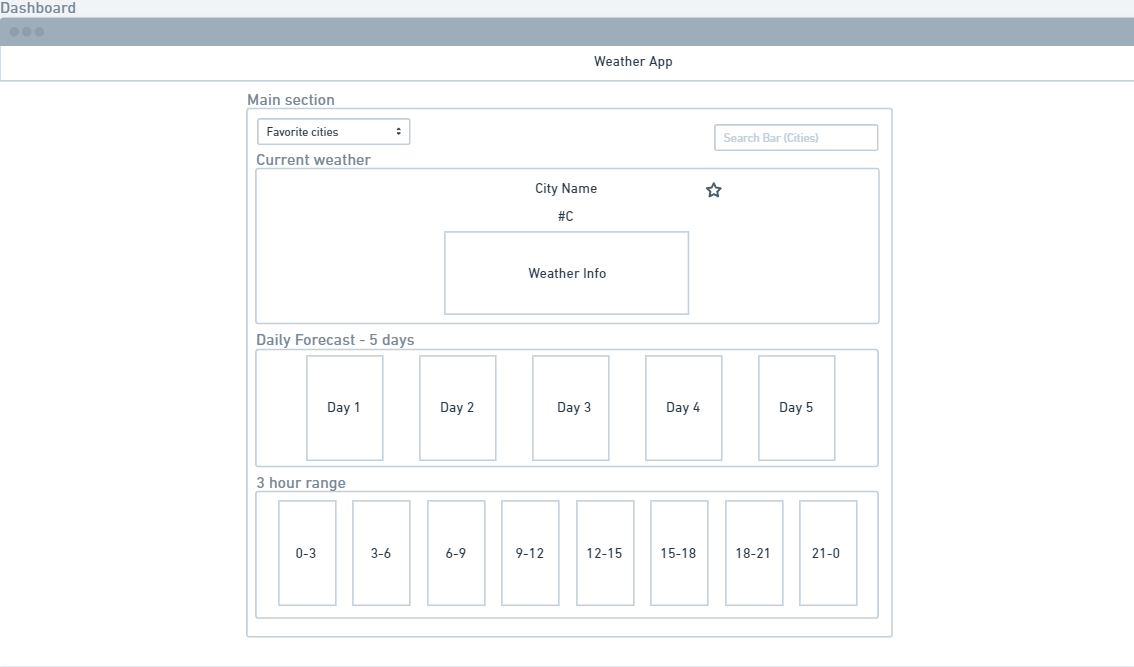 Dashboard
Weather App
Main section
Favorite cities
Search Bar (Cities)
Current weather
City Name
#C
Weather Info
Daily Forecast - 5 days
Day 1
Day 2
Day 3
Day 4
Day 5
3 hour range
0-3
3-6
6-9
9-12
12-15
15-18
18-21
21-0